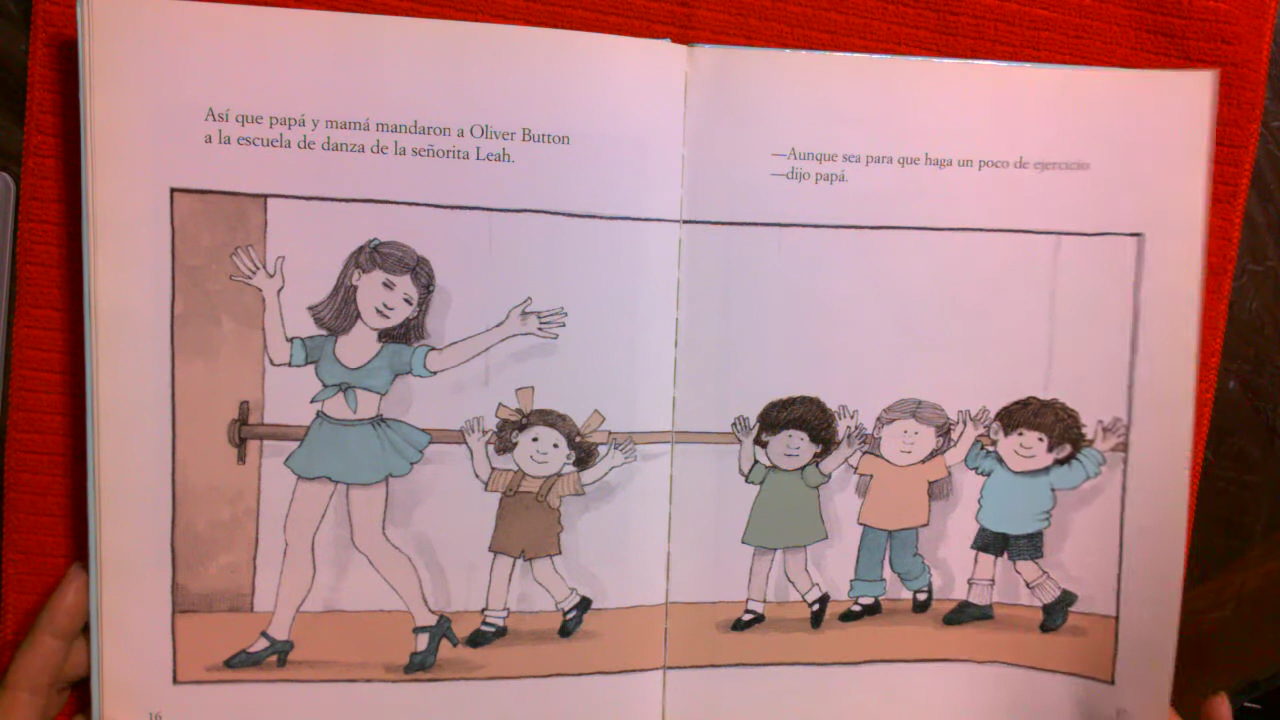 Así que papá y mamá mandaron a Oliver Button
a la escuela de danza de la señorita Leah.
—Aunque sea para que haga un poco de ejercicio
—dijo papá.
16